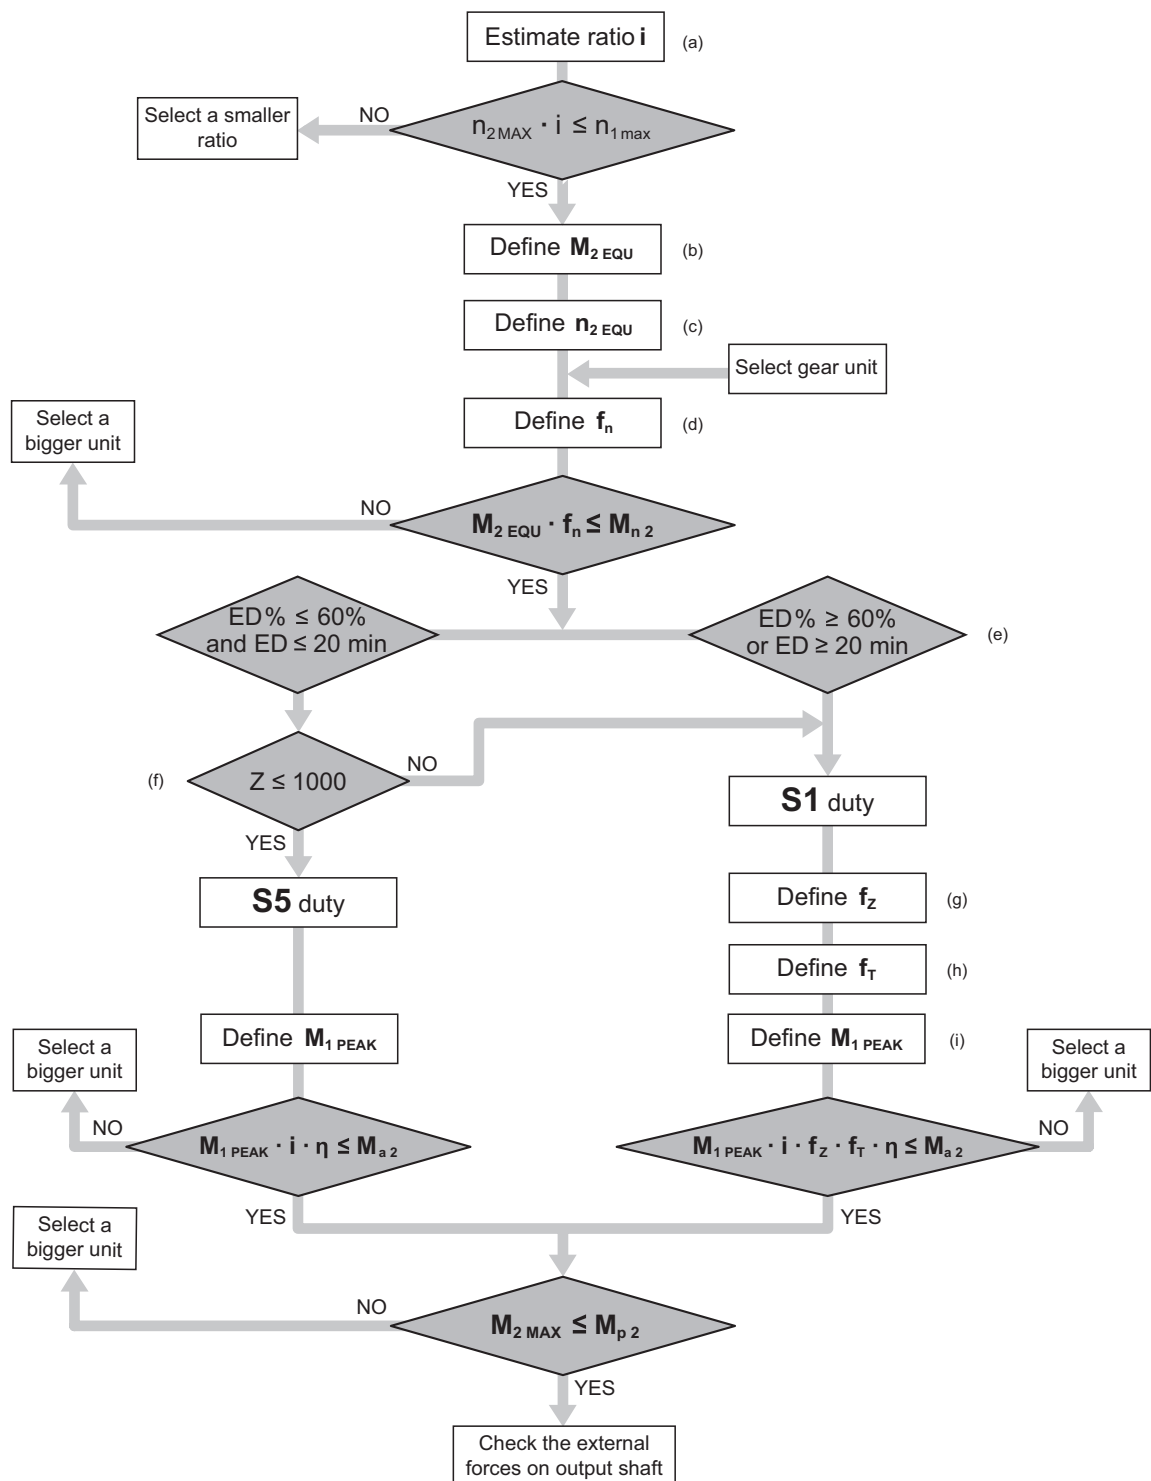 Estimate ratio i
(a)
Select a smaller
ratio
NO
n2 MAX · i ≤ n1 max
YES
Define M2 EQU
(b)
Define n2 EQU
(c)
Select gear unit
Define fn
(d)
Select a
bigger unit
NO
M2 EQU · fn ≤ Mn 2
YES
ED% ≤ 60%
and ED ≤ 20 min
ED% ≥ 60%
or ED ≥ 20 min
(e)
(f)
Z ≤ 1000
NO
YES
S1 duty
S5 duty
Define fZ
(g)
Define fT
(h)
Define M1 PEAK
Define M1 PEAK
(i)
Select a
bigger unit
Select a
bigger unit
NO
M1 PEAK · i · η ≤ Ma 2
M1 PEAK · i · fZ · fT · η ≤ Ma 2
NO
YES
YES
Select a
bigger unit
NO
M2 MAX ≤ Mp 2
YES
Check the external
forces on output shaft